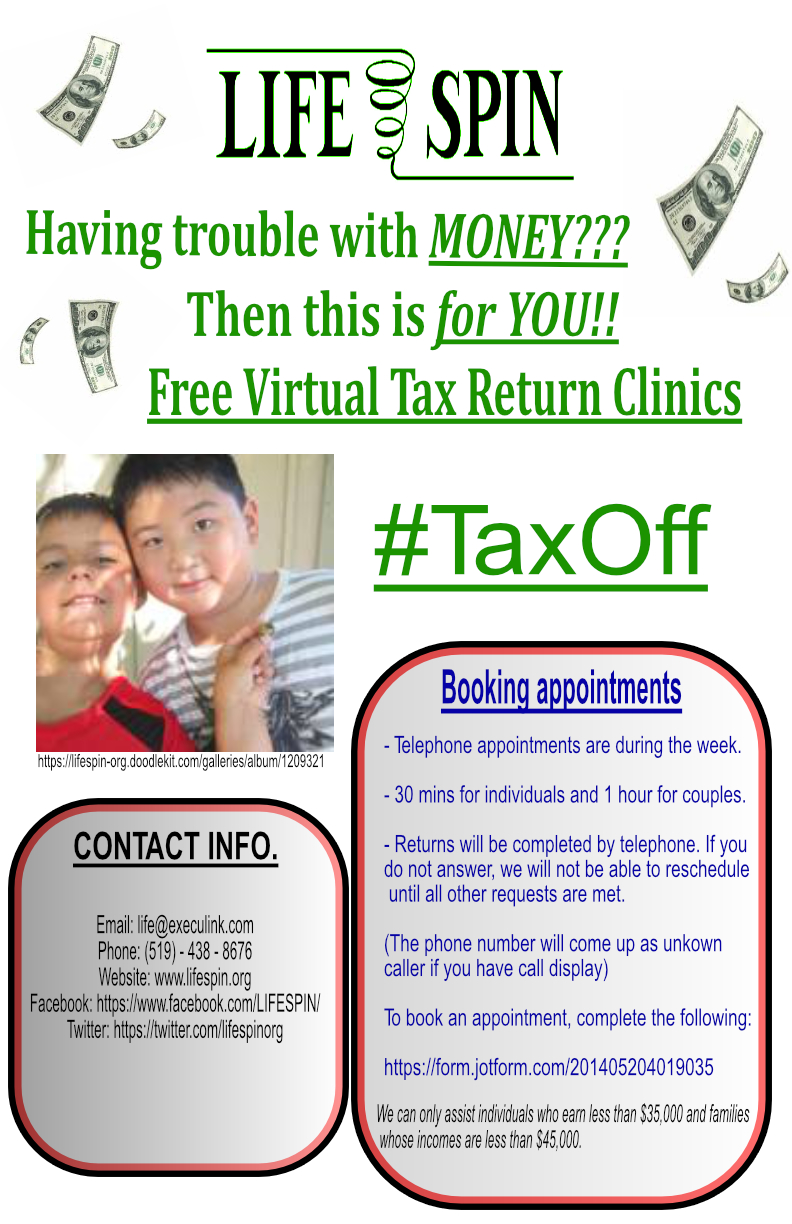 LIFE SPIN
Having trouble with MONEY???
Then this is for YOU!!
Free Virtual Tax Return Clinics
#TaxOff
https://lifespin-org.doodlekit.com/galleries/album/1209321
CONTACT INFO.
Email: life@execulink.com
Phone: (519) - 438 - 8676
Website: www.lifespin.org
Facebook: https://www.facebook.com/LIFESPIN/
Twitter: https://twitter.com/lifespinorg
Booking appointments
- Telephone appointments are during the week.
- 30 mins for individuals and 1 hour for couples.
- Returns will be completed by telephone. If you
do not answer, we will not be able to reschedule
until all other requests are met.
(The phone number will come up as unkown
caller if you have call display)
To book an appointment, complete the following:
https://form.jotform.com/201405204019035
We can only assist individuals who earn less than $35,000 and families
whose incomes are less than $45,000.